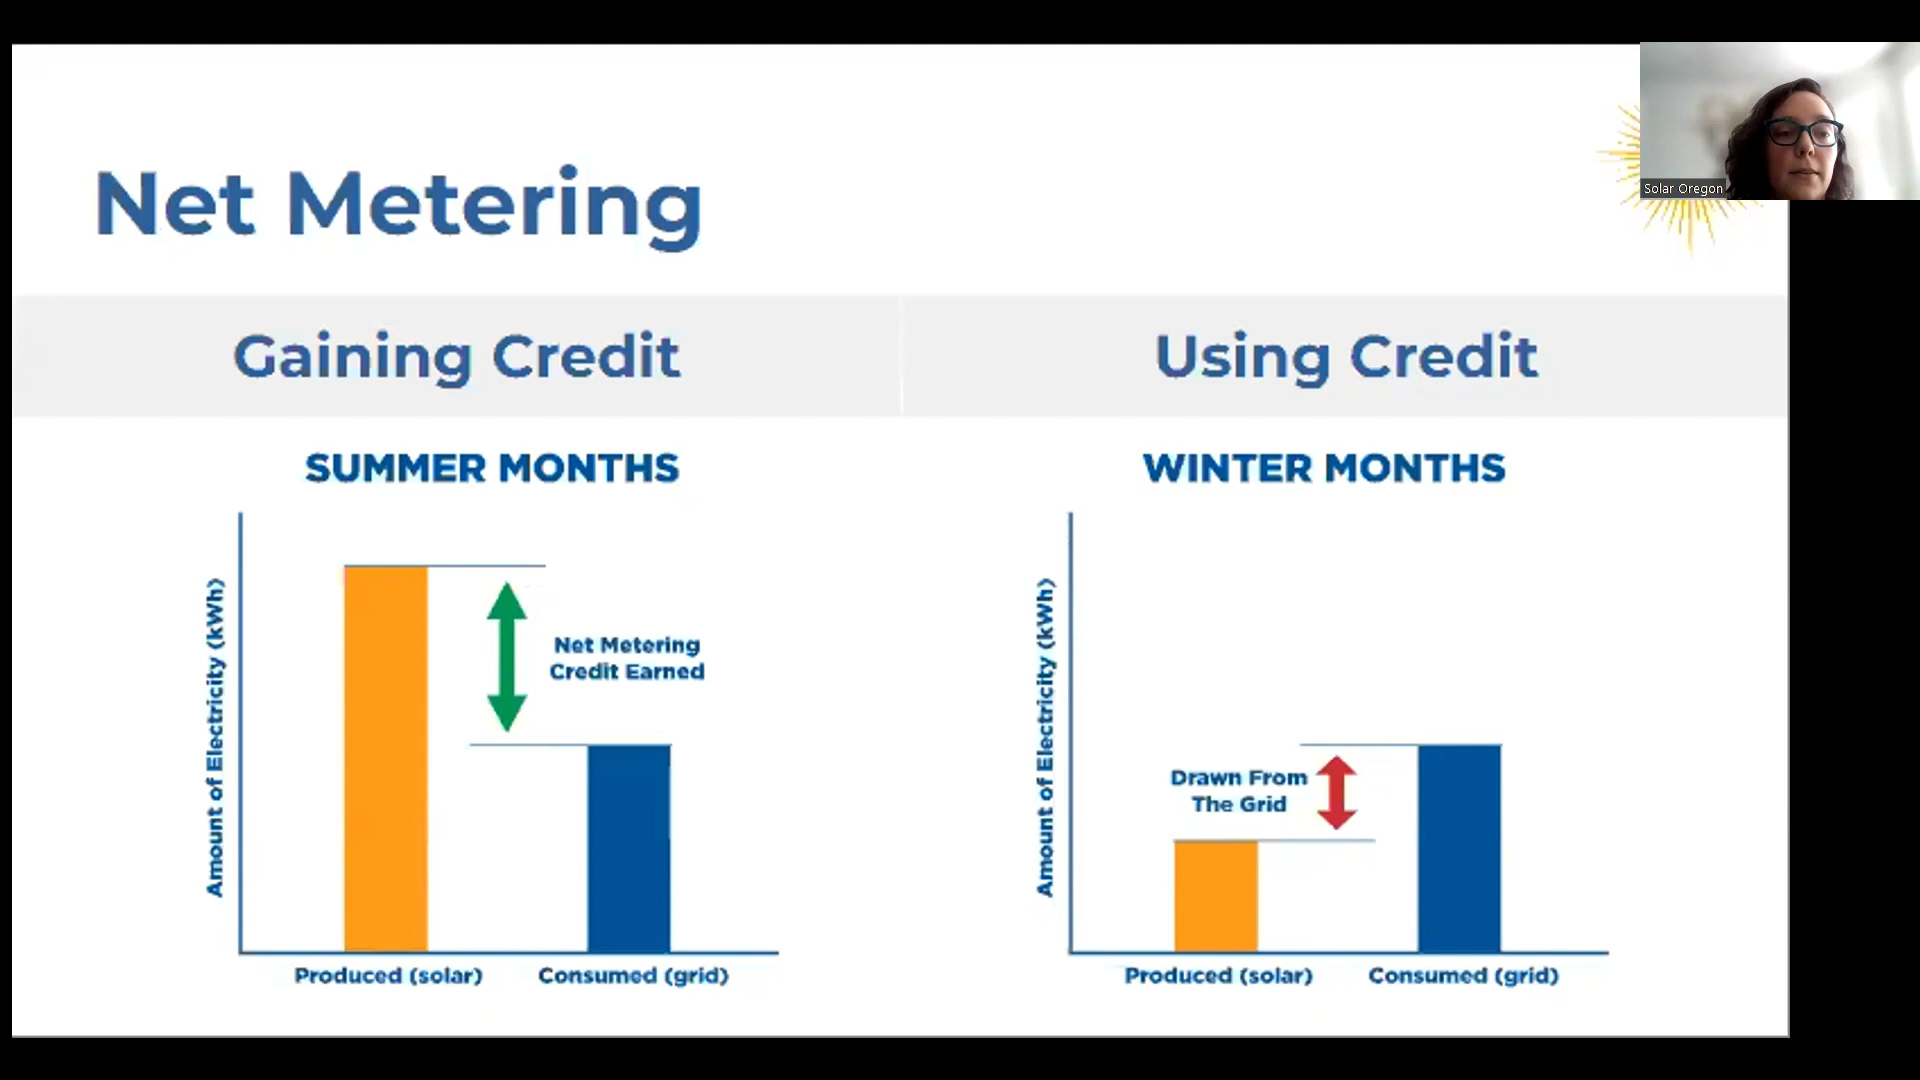 Solar Oregon
Net Metering
Gaining Credit
Using Credit
SUMMER MONTHS
Amount of Electricity (kWh)
Net Metering
Credit Earned
Produced (solar)
Consumed (grid)
WINTER MONTHS
Amount of Electricity (kWh)
Drawn From
The Grid
Produced (solar)
Consumed (grid)